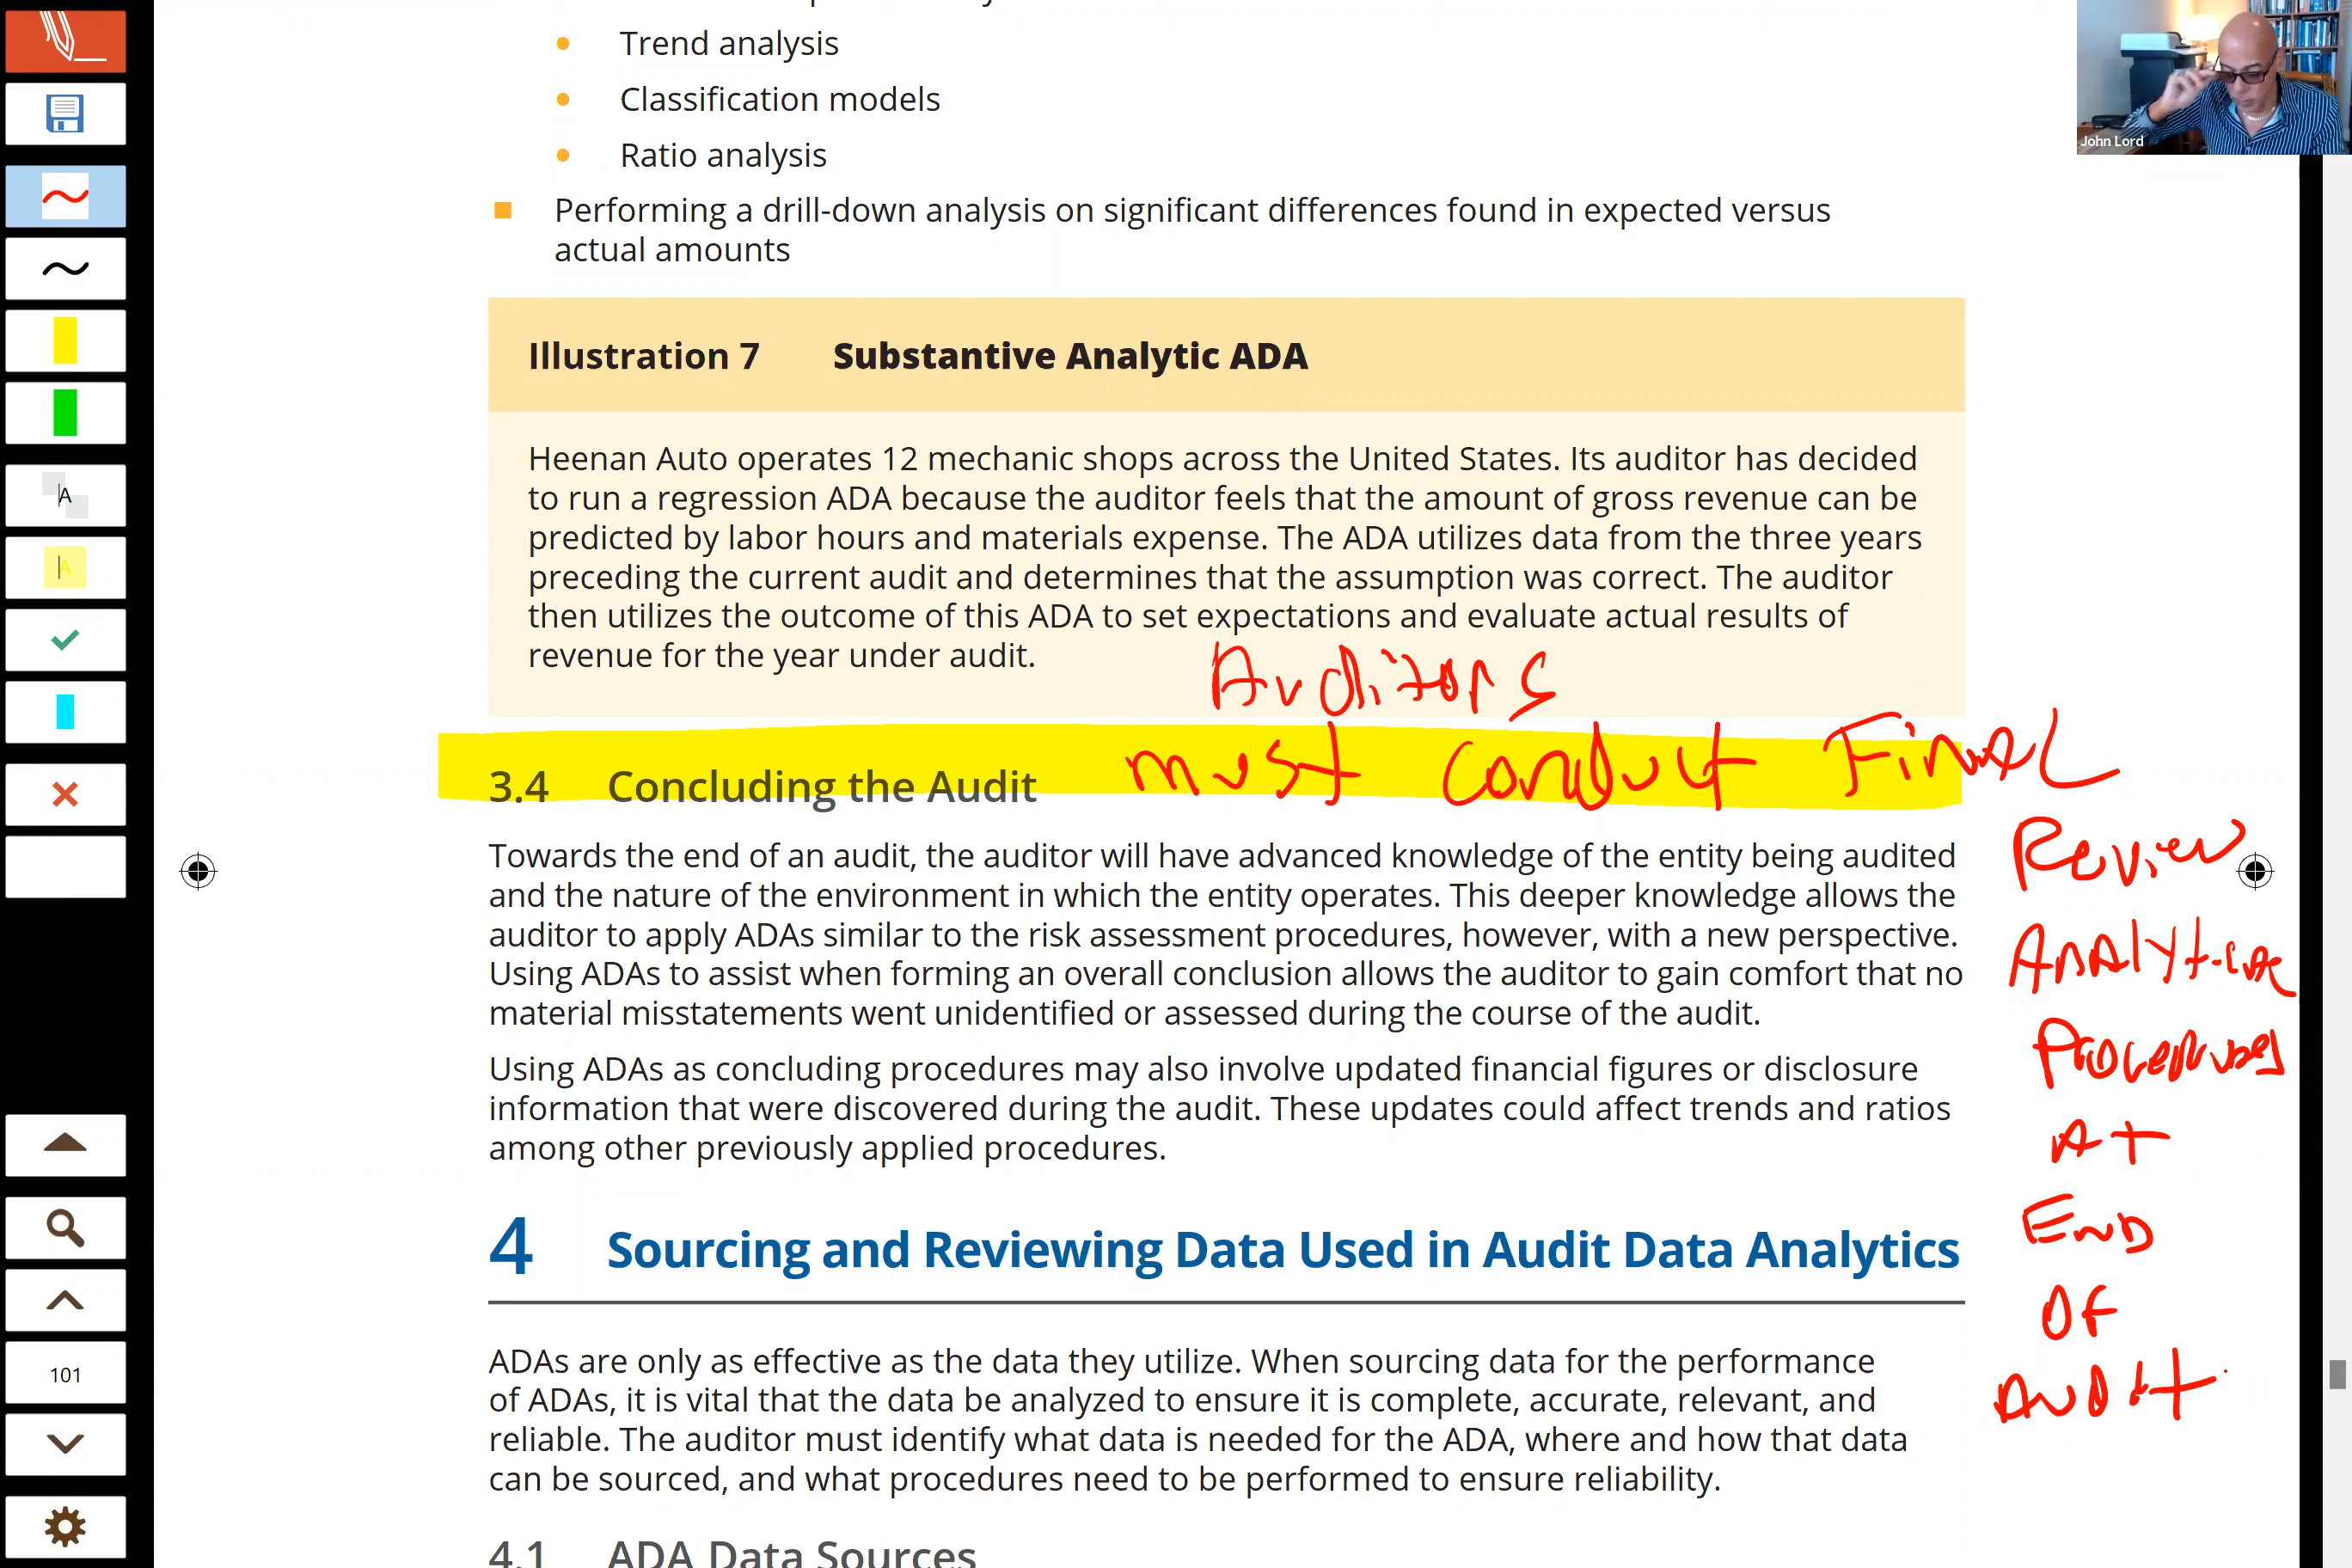 Trend analysis
Classification models
Ratio analysis
Performing a drill-down analysis on significant differences found in expected versus
actual amounts
Illustration 7 Substantive Analytic ADA
Heenan Auto operates 12 mechanic shops across the United States. Its auditor has decided
to run a regression ADA because the auditor feels that the amount of gross revenue can be
predicted by labor hours and materials expense. The ADA utilizes data from the three years
preceding the current audit and determines that the assumption was correct. The auditor
then utilizes the outcome of this ADA to set expectations and evaluate actual results of
revenue for the year under audit.
Auditors
must conduct Final
Review
Analytical
Procedures
At
End
Of
Audit
3.4 Concluding the Audit
Towards the end of an audit, the auditor will have advanced knowledge of the entity being audited
and the nature of the environment in which the entity operates. This deeper knowledge allows the
auditor to apply ADAs similar to the risk assessment procedures, however, with a new perspective.
Using ADAs to assist when forming an overall conclusion allows the auditor to gain comfort that no
material misstatements went unidentified or assessed during the course of the audit.
Using ADAs as concluding procedures may also involve updated financial figures or disclosure
information that were discovered during the audit. These updates could affect trends and ratios
among other previously applied procedures.
4 Sourcing and Reviewing Data Used in Audit Data Analytics
ADAs are only as effective as the data they utilize. When sourcing data for the performance
of ADAs, it is vital that the data be analyzed to ensure it is complete, accurate, relevant, and
reliable. The auditor must identify what data is needed for the ADA, where and how that data
can be sourced, and what procedures need to be performed to ensure reliability.
4.1 ADA Data Sources
John Lord
A
A
101